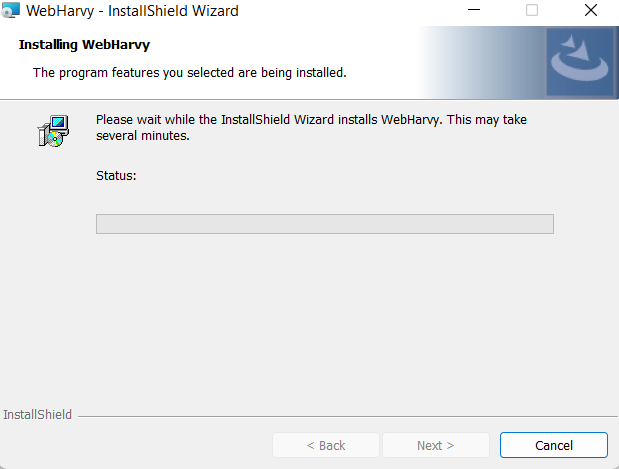 WebHarvy - InstallShield Wizard
Installing WebHarvy
The program features you selected are being installed.
Please wait while the InstallShield Wizard installs WebHarvy. This may take
several minutes.
Status:
InstallShield
< Back
Next >
Cancel